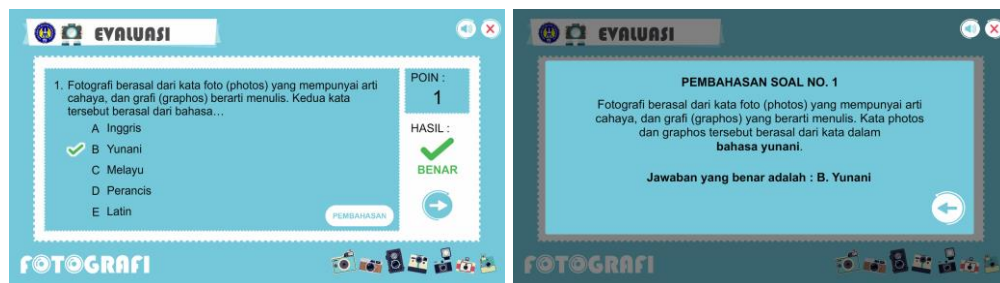 EVALUASI
1. Fotografi berasal dari kata foto (photos) yang mempunyai arti
cahaya, dan grafi (graphos) berarti menulis. Kedua kata
tersebut berasal dari bahasa…
A Inggris
B Yunani
C Melayu
D Perancis
E Latin
PEMBAHASAN
POIN :
1
HASIL :
BENAR
FOTOGRAFI
EVALUASI
PEMBAHASAN SOAL NO. 1
Fotografi berasal dari kata foto (photos) yang mempunyai arti
cahaya, dan grafi (graphos) yang berarti menulis. Kata photos
dan graphos tersebut berasal dari kata dalam
bahasa yunani.
Jawaban yang benar adalah : B. Yunani
FOTOGRAFI